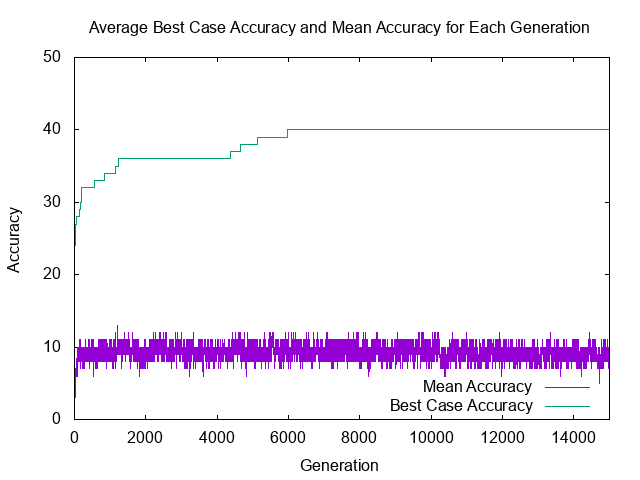 Average Best Case Accuracy and Mean Accuracy for Each Generation
50
40
30
20
10
0
Accuracy
Mean Accuracy
Best Case Accuracy
0 2000 4000 6000 8000 10000 12000 14000
Generation